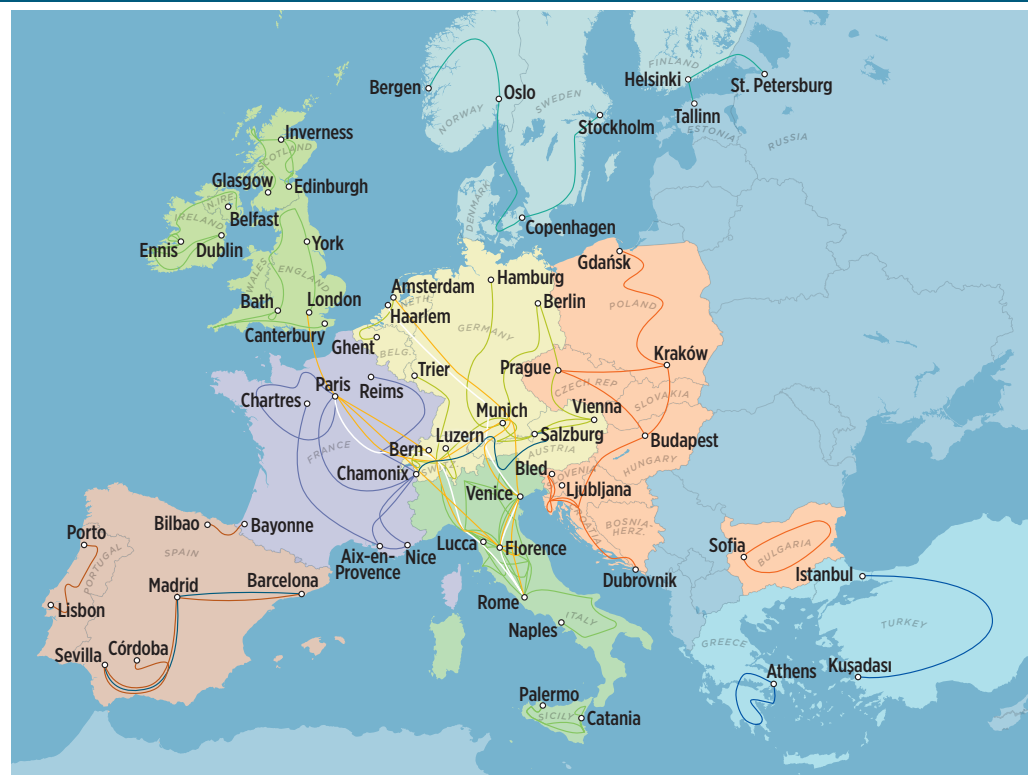 Bergen
Oslo
NORWAY
SWEDEN
Stockholm
FINLAND
Helsinki
St. Petersburg
Tallinn
ESTONIA
RUSSIA
Inverness
SCOTLAND
Glasgow
Edinburgh
N.IRE.
Belfast
IRELAND
Ennis
Dublin
York
WALES
ENGLAND
Bath
London
Canterbury
DENMARK
Copenhagen
Gdańsk
POLAND
Hamburg
Amsterdam
NETH.
Haarlem
Berlin
GERMANY
Ghent
BELG.
Trier
Prague
CZECH REP
Kraków
SLOVAKIA
Paris
Reims
Chartres
FRANCE
Munich
Vienna
Luzern
Salzburg
Bern
AUSTRIA
Budapest
HUNGARY
Chamonix
SWITZ.
Bled
SLOVENIA
Ljubljana
Venice
CROATIA
BOSNIA-
HERZ.
Bilbao
Bayonne
Porto
PORTUGAL
SPAIN
Aix-en-
Provence
Nice
Lucca
Florence
Sofia
BULGARIA
Dubrovnik
Istanbul
Madrid
Barcelona
Lisbon
Rome
ITALY
Naples
TURKEY
GREECE
Sevilla
Córdoba
Athens
Kuşadası
Palermo
SICILY
Catania